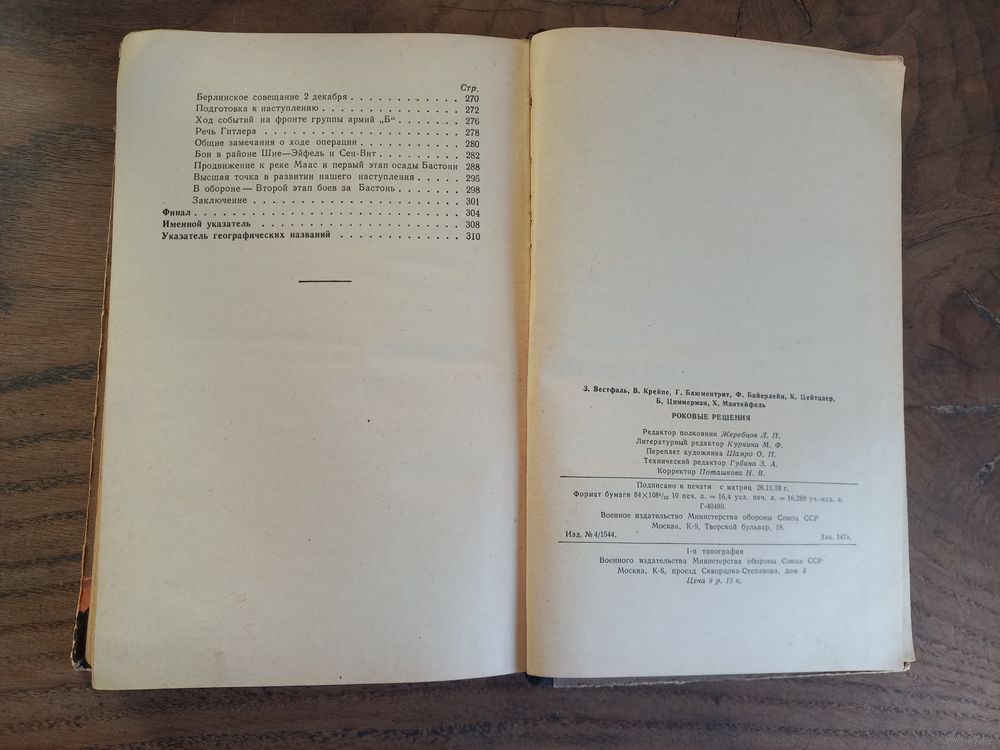 Стр.
Берлинское совещание 2 декабря . . . . . . . . . . . . 270
Подготовка к наступлению . . . . . . . . . . . . . . . 272
Ход событий на фронте группы армий „Б“ . . . . . . . 276
Речь Гитлера . . . . . . . . . . . . . . . . . . . . . . 278
Общие замечания о ходе операции . . . . . . . . . . . 280
Бои в районе Шне—Эйфель и Сен-Вит . . . . . . . . . 282
Продвижение к реке Маас и первый этап осады Бастони 288
Высшая точка в развитии нашего наступления . . . . . 295
В обороне — Второй этап боев за Бастонь . . . . . . . 298
Заключение . . . . . . . . . . . . . . . . . . . . . . . 301
Финал . . . . . . . . . . . . . . . . . . . . . . . . . . . 304
Именной указатель . . . . . . . . . . . . . . . . . . . . 308
Указатель географических названий . . . . . . . . . . . . 310
З. Вестфаль, В. Крейпе, Г. Блюментрит, Ф. Байерлейн, К. Цейтцлер,
Б. Циммерман, Х. Мантейфель
РОКОВЫЕ РЕШЕНИЯ
Редактор полковник Жеребцов Л. П.
Литературный редактор Куркина М. Ф.
Переплет художника Шамро О. П.
Технический редактор Губина З. А.
Корректор Поташкова Н. В.
Подписано к печати с матриц 26.11.58 г.
Формат бумаги 84×108¹/₃₂ 10 печ. л. = 16,4 усл. печ. л. = 16,289 уч.-изд. л.
Г-40480.
Военное издательство Министерства обороны Союза ССР
Москва, К-9, Тверской бульвар, 18.
Изд. № 4/1544. Зак. 147А.
1-я типография
Военного издательства Министерства обороны Союза ССР
Москва, К-6, проезд Скворцова-Степанова, дом 3
Цена 9 р. 15 к.